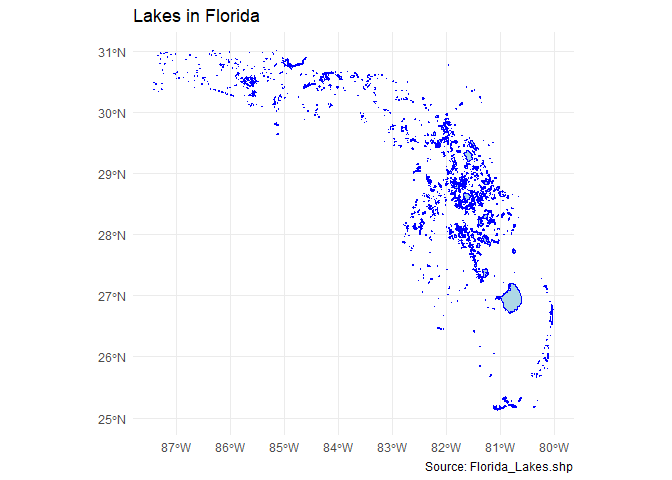 Lakes in Florida
31°N
30°N
29°N
28°N
27°N
26°N
25°N
87°W
86°W
85°W
84°W
83°W
82°W
81°W
80°W
Source: Florida_Lakes.shp